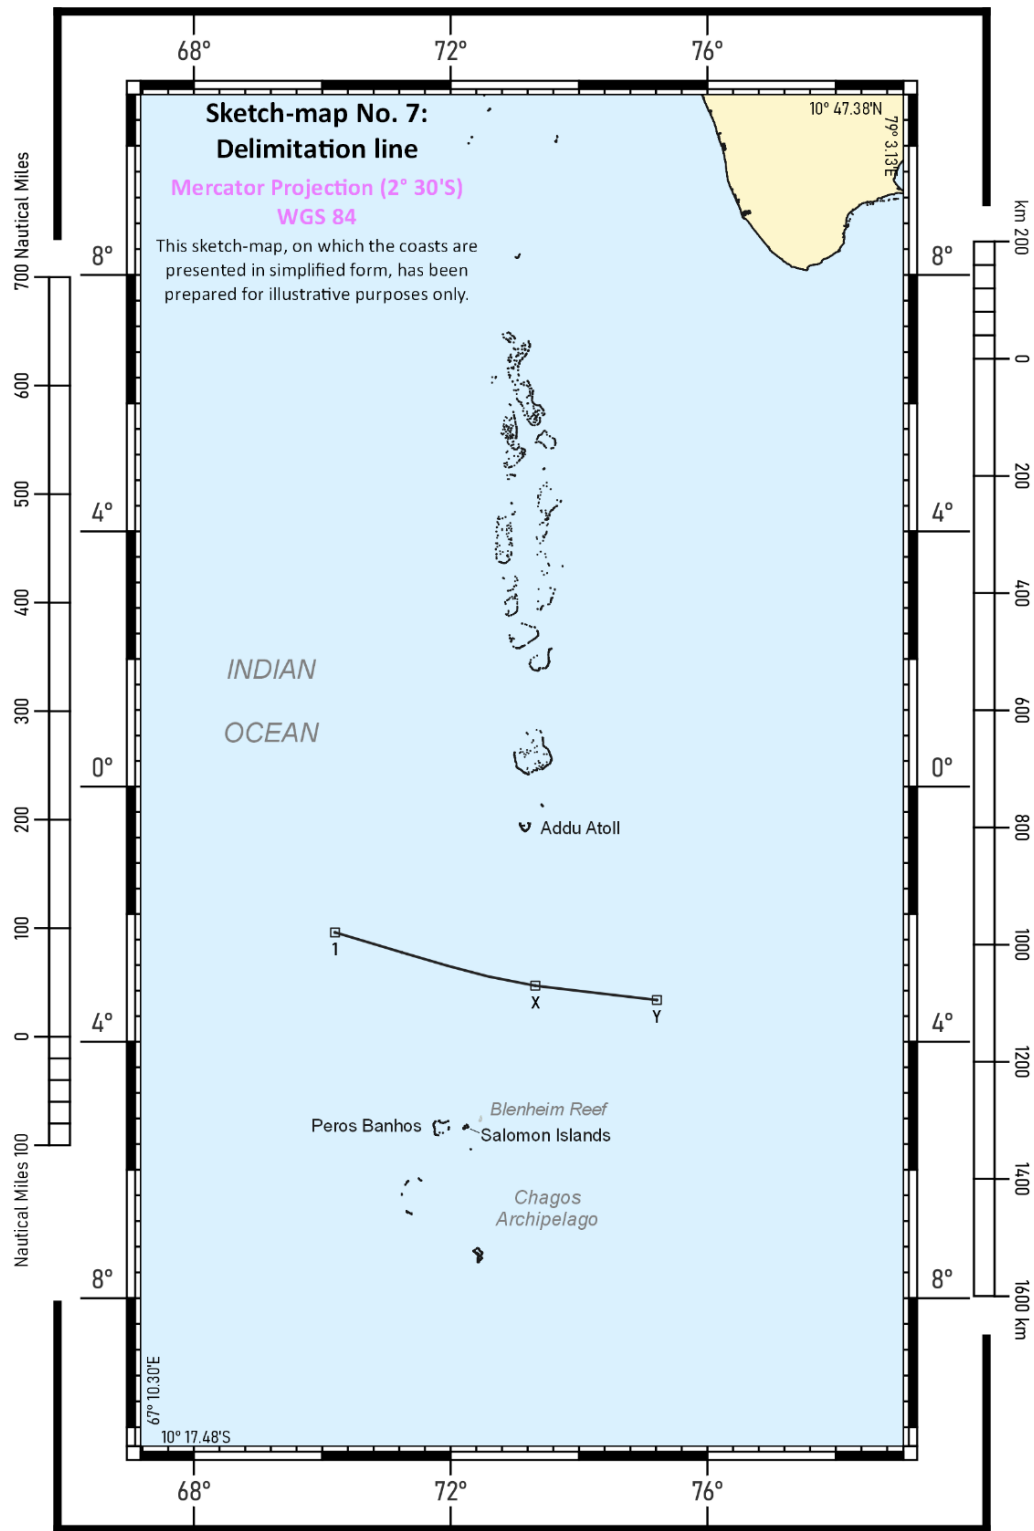 68° 72° 76°
Sketch-map No. 7:
Delimitation line
Mercator Projection (2° 30'S)
WGS 84
This sketch-map, on which the coasts are
presented in simplified form, has been
prepared for illustrative purposes only.
10° 47.38'N
79° 3.13'E
700 Nautical Miles
600
500
400
300
200
100
0
Nautical Miles 100
8°
4°
0°
4°
8°
INDIAN
OCEAN
Addu Atoll
1
X
Y
Blenheim Reef
Peros Banhos
Salomon Islands
Chagos
Archipelago
8°
4°
0°
4°
8°
km 200
0
200
400
600
800
1000
1200
1400
1600 km
67° 10.30'E
10° 17.48'S
68° 72° 76°